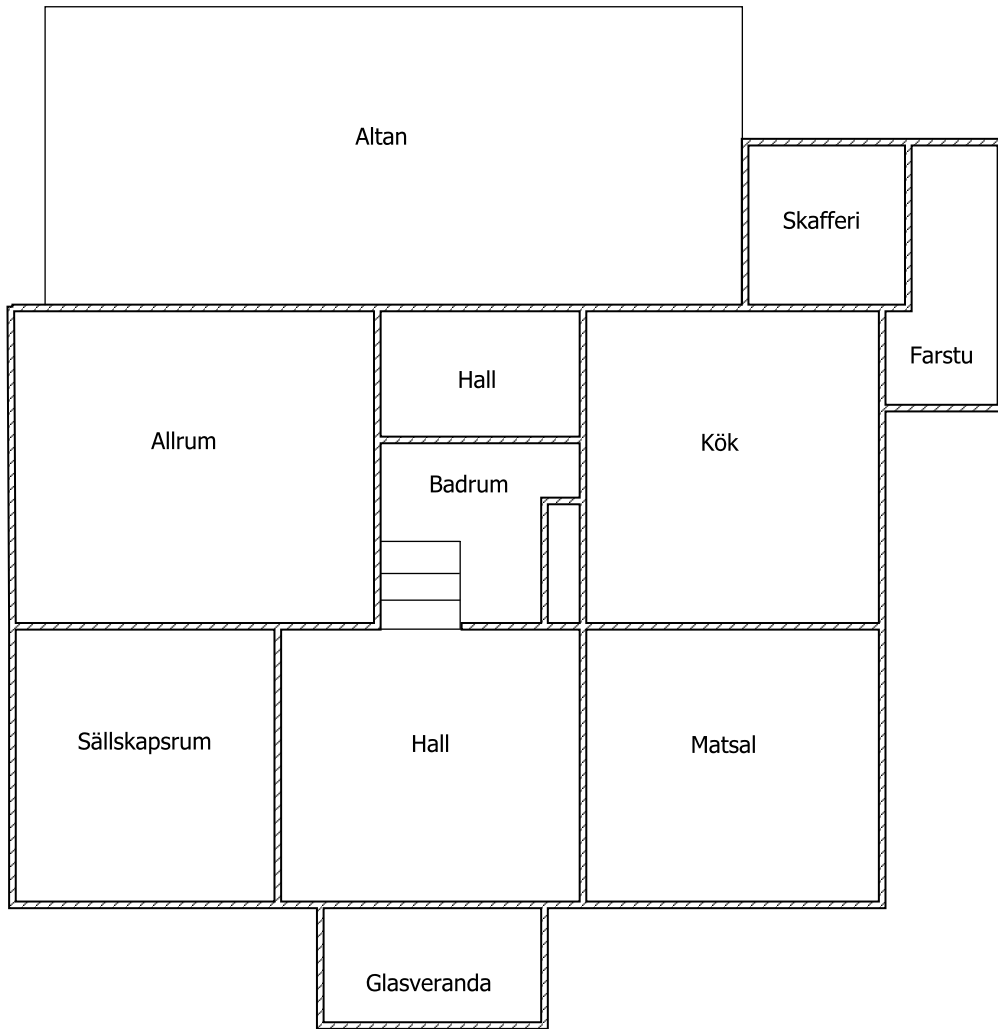 Altan
Skafferi
Farstu
Hall
Allrum
Kök
Badrum
Sällskapsrum
Hall
Matsal
Glasveranda